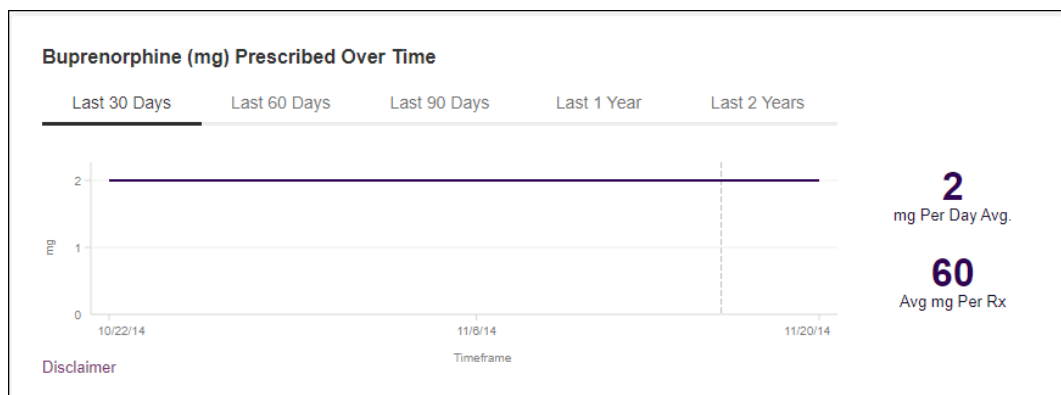 Buprenorphine (mg) Prescribed Over Time
Last 30 Days Last 60 Days Last 90 Days Last 1 Year Last 2 Years
2
1
0
mg
10/22/14 11/6/14 11/20/14
Timeframe
2
mg Per Day Avg.
60
Avg mg Per Rx
Disclaimer